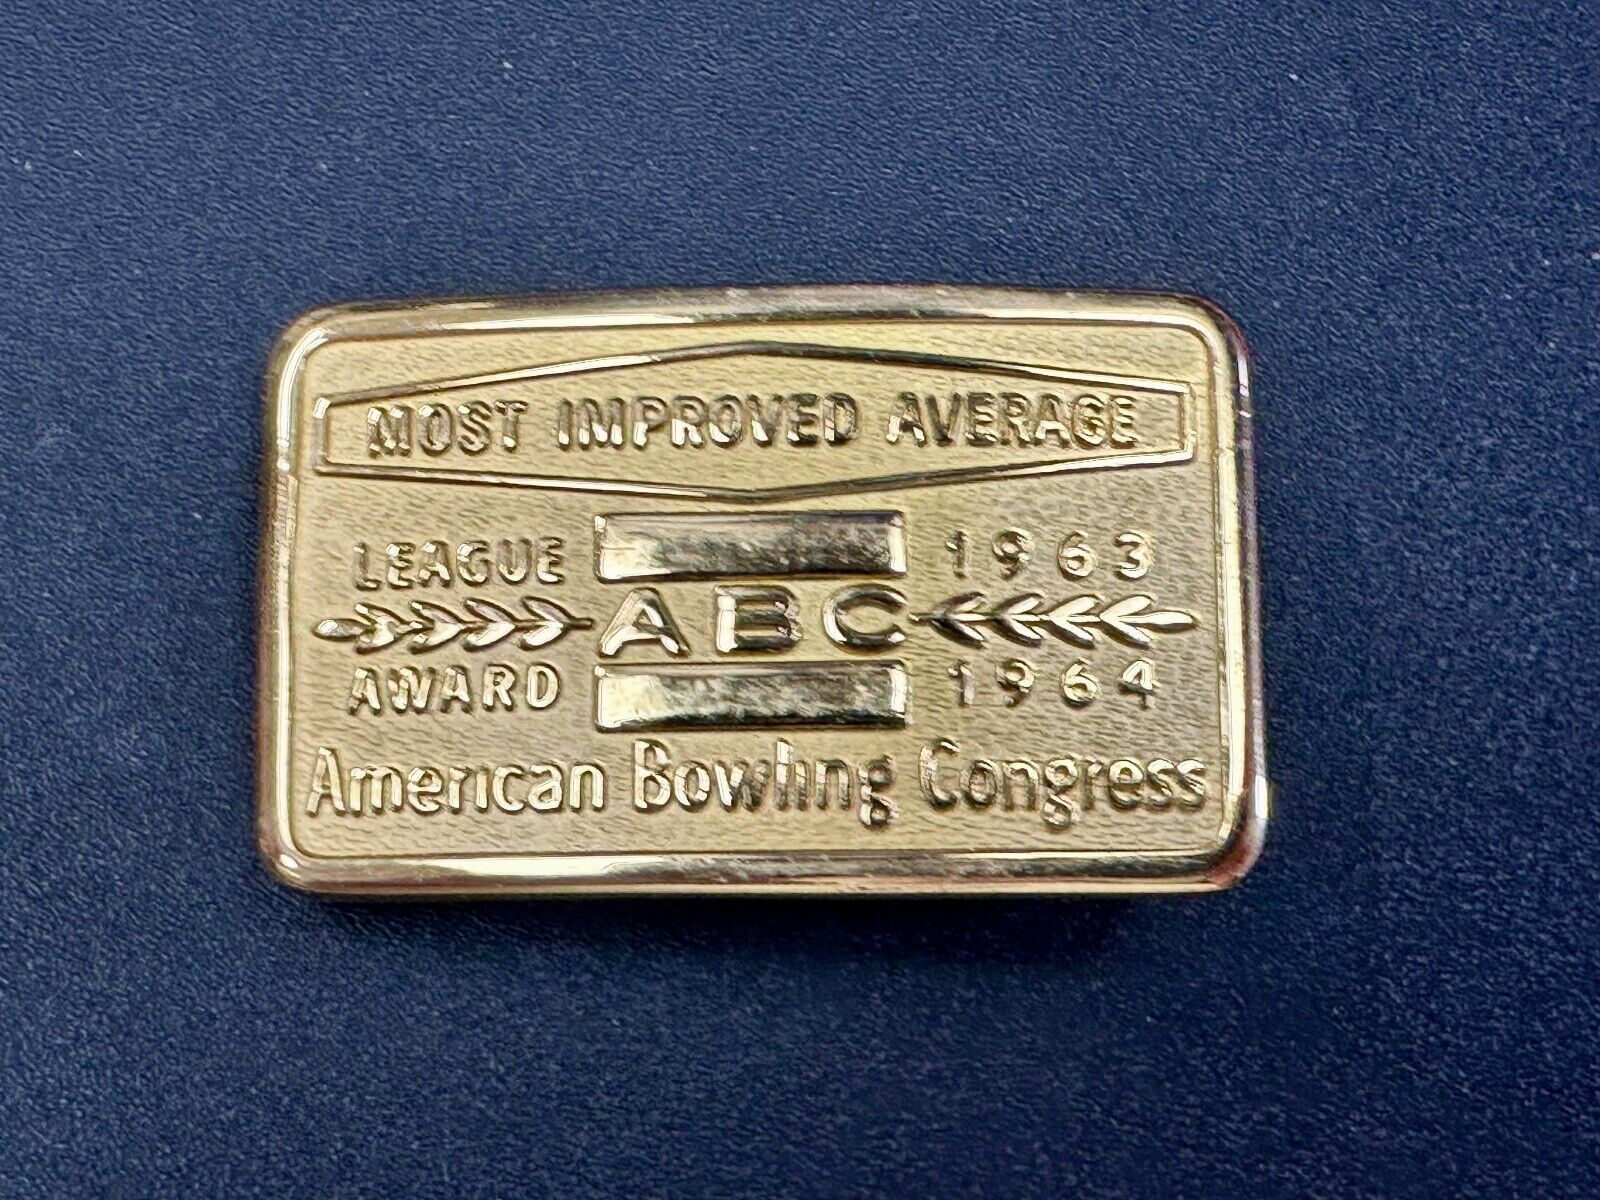 MOST IMPROVED AVERAGE
LEAGUE 1963
ABC
AWARD 1964
American Bowling Congress